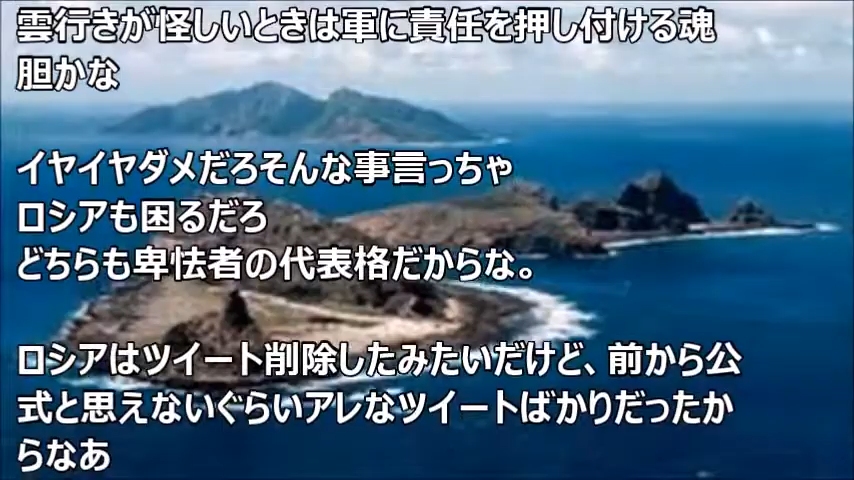 雲行きが怪しいときは軍に責任を押し付ける魂
胆かな
イヤイヤダメだろそんな事言っちゃ
ロシアも困るだろ
どちらも卑怯者の代表格だからな。
ロシアはツイート削除したみたいだけど、前から公
式と思えないぐらいアレなツイートばかりだったか
らなあ